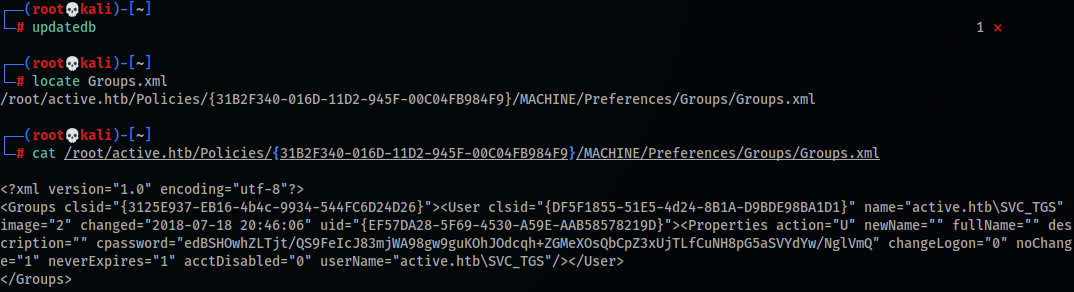 ┌──(root💀kali)-[~]
└─# updatedb 1 ⨯
┌──(root💀kali)-[~]
└─# locate Groups.xml
/root/active.htb/Policies/{31B2F340-016D-11D2-945F-00C04FB984F9}/MACHINE/Preferences/Groups/Groups.xml
┌──(root💀kali)-[~]
└─# cat /root/active.htb/Policies/{31B2F340-016D-11D2-945F-00C04FB984F9}/MACHINE/Preferences/Groups/Groups.xml
<?xml version="1.0" encoding="utf-8"?>
<Groups clsid="{3125E937-EB16-4b4c-9934-544FC6D24D26}"><User clsid="{DF5F1855-51E5-4d24-8B1A-D9BDE98BA1D1}" name="active.htb\SVC_TGS"
image="2" changed="2018-07-18 20:46:06" uid="{EF57DA28-5F69-4530-A59E-AAB58578219D}"><Properties action="U" newName="" fullName="" des
cription="" cpassword="edBSHOwhZLTjt/QS9FeIcJ83mjWA98gw9guKOhJOdcqh+ZGMeXOsQbCpZ3xUjTLfCuNH8pG5aSVYdYw/NglVmQ" changeLogon="0" noChang
e="1" neverExpires="1" acctDisabled="0" userName="active.htb\SVC_TGS"/></User>
</Groups>